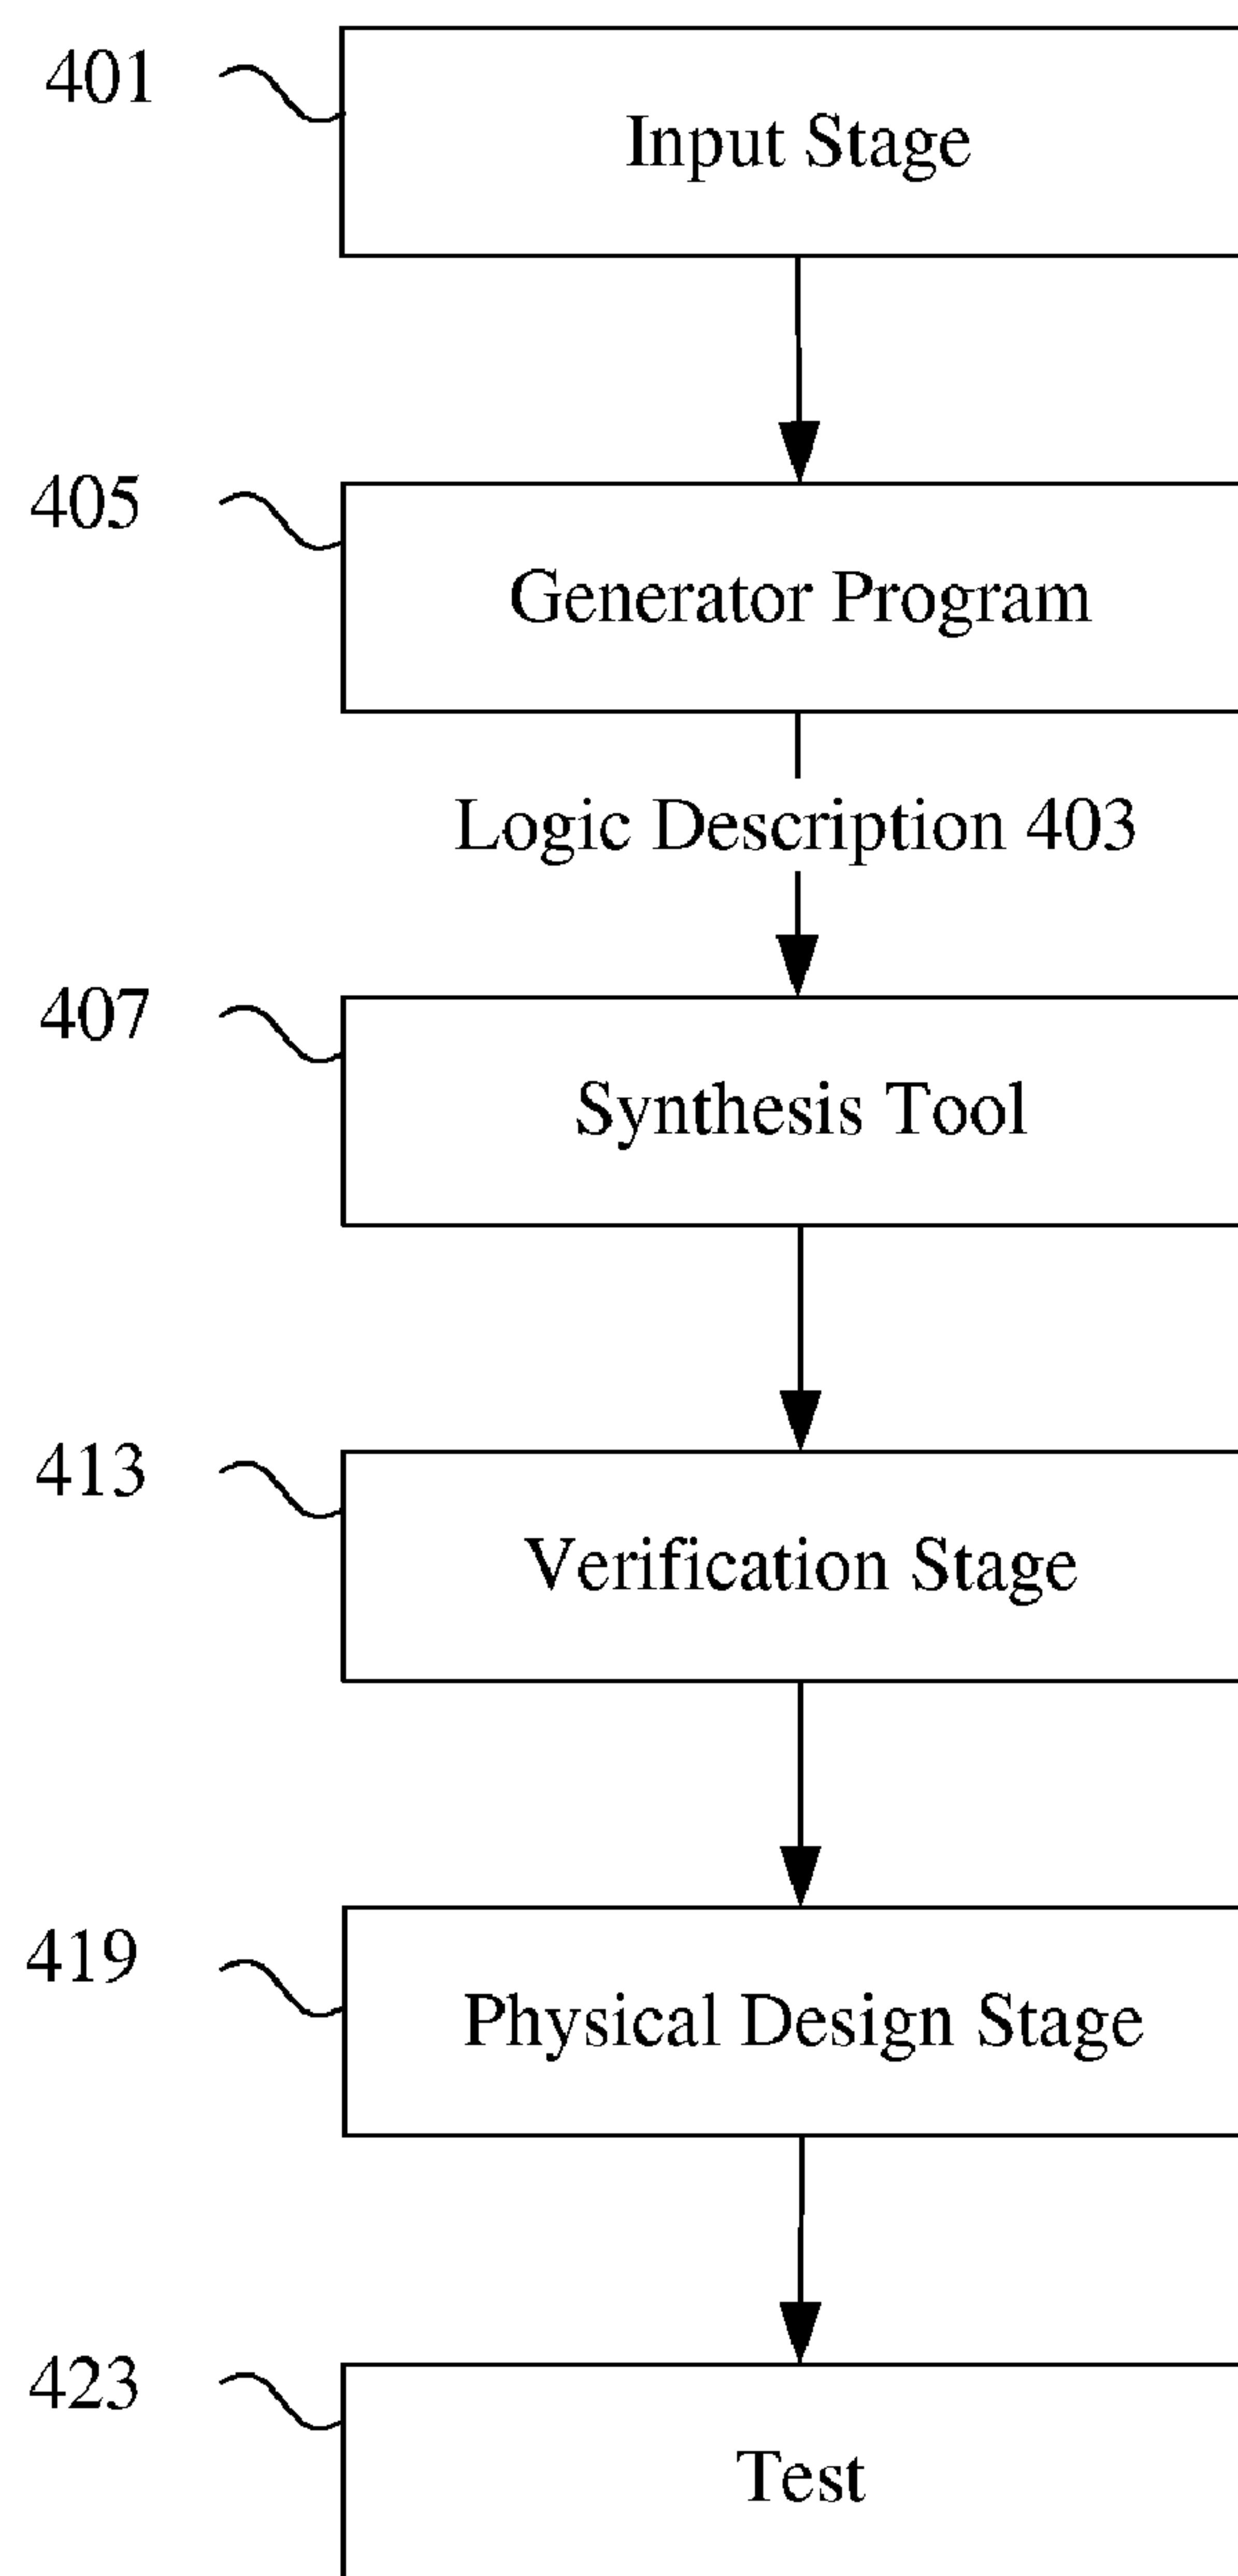 401
Input Stage
405
Generator Program
Logic Description 403
407
Synthesis Tool
413
Verification Stage
419
Physical Design Stage
423
Test